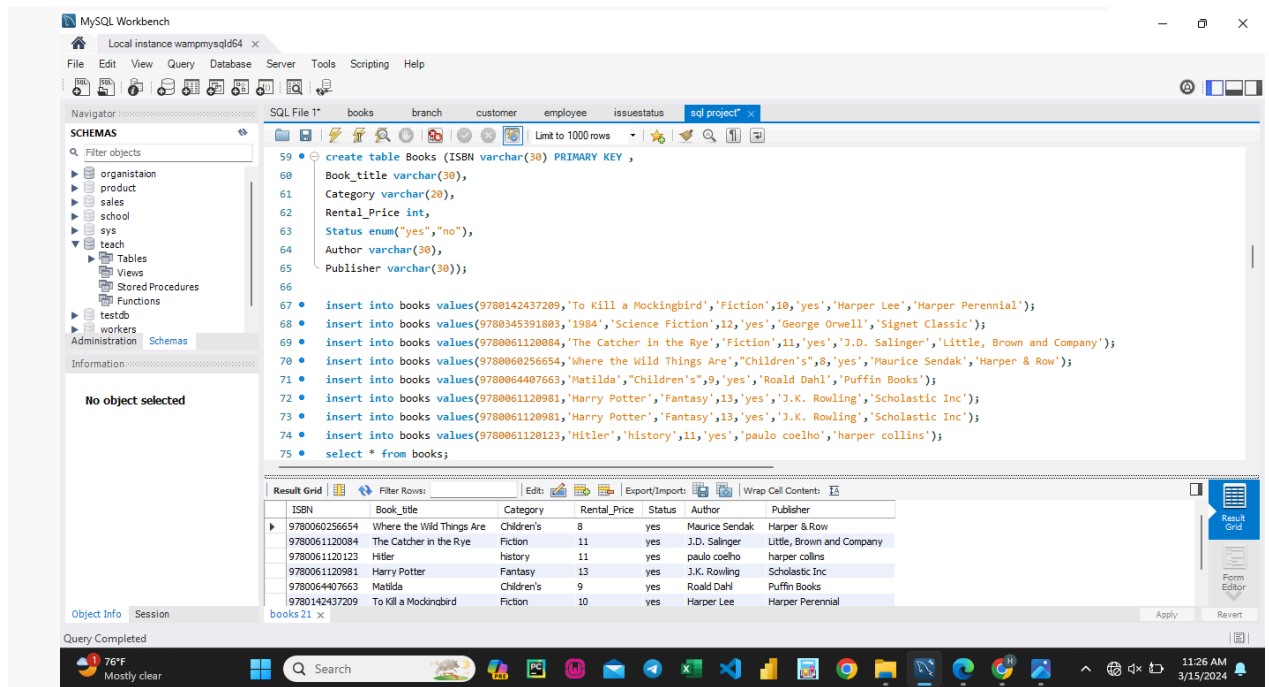 MySQL Workbench
Local instance wampmysqld64
File Edit View Query Database Server Tools Scripting Help
Navigator
SQL File 1* books branch customer employee issuestatus sql project*
SCHEMAS
Limit to 1000 rows
Filter objects
organistaion
product
sales
school
sys
teach
Tables
Views
Stored Procedures
Functions
testdb
workers
Administration Schemas
Information
No object selected
59 create table Books (ISBN varchar(30) PRIMARY KEY ,
60 Book_title varchar(30),
61 Category varchar(20),
62 Rental_Price int,
63 Status enum("yes","no"),
64 Author varchar(30),
65 Publisher varchar(30));
66
67 insert into books values(9780142437209,'To Kill a Mockingbird','Fiction',10,'yes','Harper Lee','Harper Perennial');
68 insert into books values(9780345391803,'1984','Science Fiction',12,'yes','George Orwell','Signet Classic');
69 insert into books values(9780061120084,'The Catcher in the Rye','Fiction',11,'yes','J.D. Salinger','Little, Brown and Company');
70 insert into books values(9780060256654,'Where the Wild Things Are',"Children's",8,'yes','Maurice Sendak','Harper & Row');
71 insert into books values(9780064407663,'Matilda',"Children's",9,'yes','Roald Dahl','Puffin Books');
72 insert into books values(9780061120981,'Harry Potter','Fantasy',13,'yes','J.K. Rowling','Scholastic Inc');
73 insert into books values(9780061120981,'Harry Potter','Fantasy',13,'yes','J.K. Rowling','Scholastic Inc');
74 insert into books values(9780061120123,'Hitler','history',11,'yes','paulo coelho','harper collins');
75 select * from books;
Result Grid Filter Rows: Edit: Export/Import: Wrap Cell Content:
ISBN Book_title Category Rental_Price Status Author Publisher
9780060256654 Where the Wild Things Are Children's 8 yes Maurice Sendak Harper & Row
9780061120084 The Catcher in the Rye Fiction 11 yes J.D. Salinger Little, Brown and Company
9780061120123 Hitler history 11 yes paulo coelho harper collins
9780061120981 Harry Potter Fantasy 13 yes J.K. Rowling Scholastic Inc
9780064407663 Matilda Children's 9 yes Roald Dahl Puffin Books
9780142437209 To Kill a Mockingbird Fiction 10 yes Harper Lee Harper Perennial
Result
Grid
Form
Editor
Object Info Session
books 21
Apply Revert
Query Completed
1
76°F
Mostly clear
Search
PRE
PC
H
11:26 AM
3/15/2024